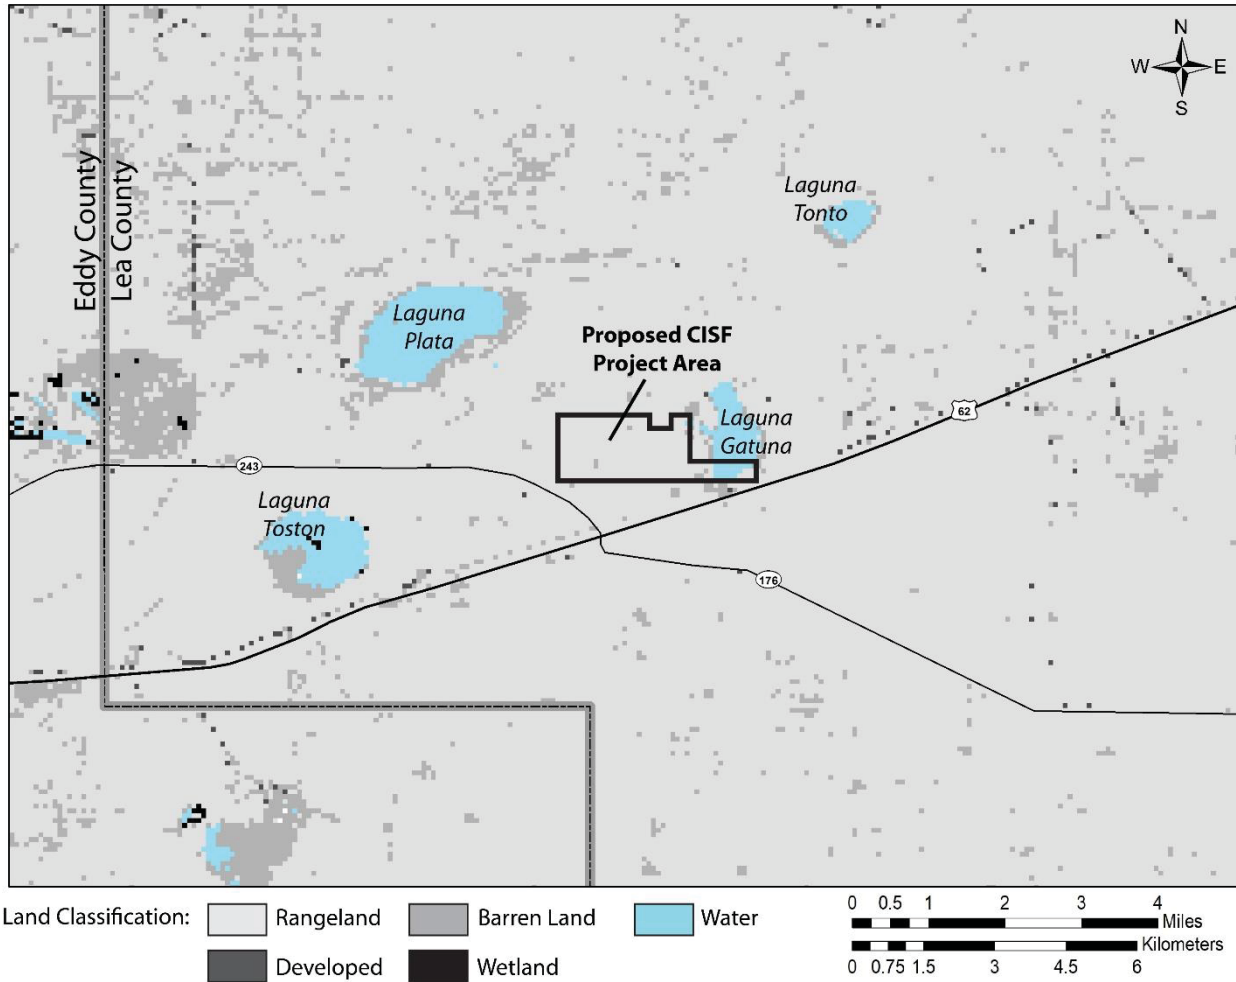 N
W E
S
Eddy County
Lea County
Laguna
Tonto
Laguna
Plata
Proposed CISF
Project Area
Laguna
Gatuna
62
243
Laguna
Toston
176
Land Classification:
Rangeland
Barren Land
Water
Developed
Wetland
0 0.5 1 2 3 4
Miles
Kilometers
0 0.75 1.5 3 4.5 6